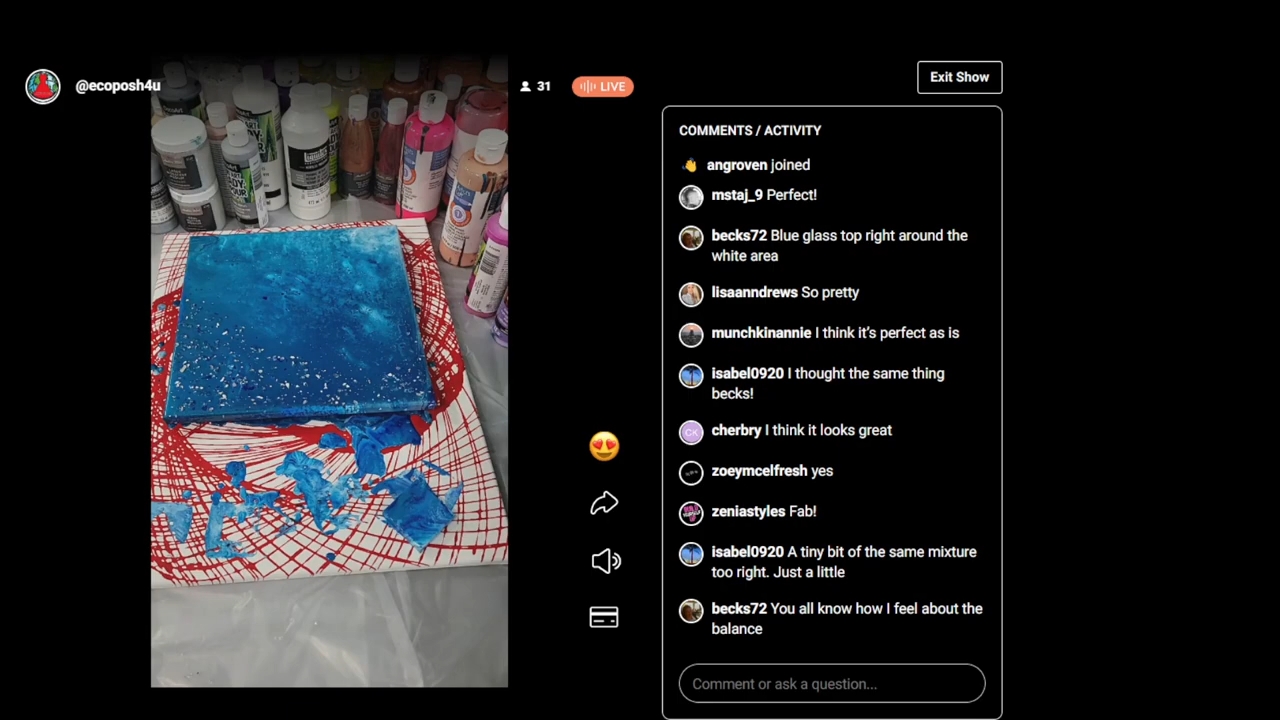 @ecoposh4u
31
LIVE
Exit Show
COMMENTS / ACTIVITY
angroven joined
mstaj_9 Perfect!
becks72 Blue glass top right around the
white area
lisaanndrews So pretty
munchkinannie I think it's perfect as is
isabel0920 I thought the same thing
becks!
CK
cherbry I think it looks great
zoeymcelfresh yes
zeniastyles Fab!
isabel0920 A tiny bit of the same mixture
too right. Just a little
becks72 You all know how I feel about the
balance
Comment or ask a question...